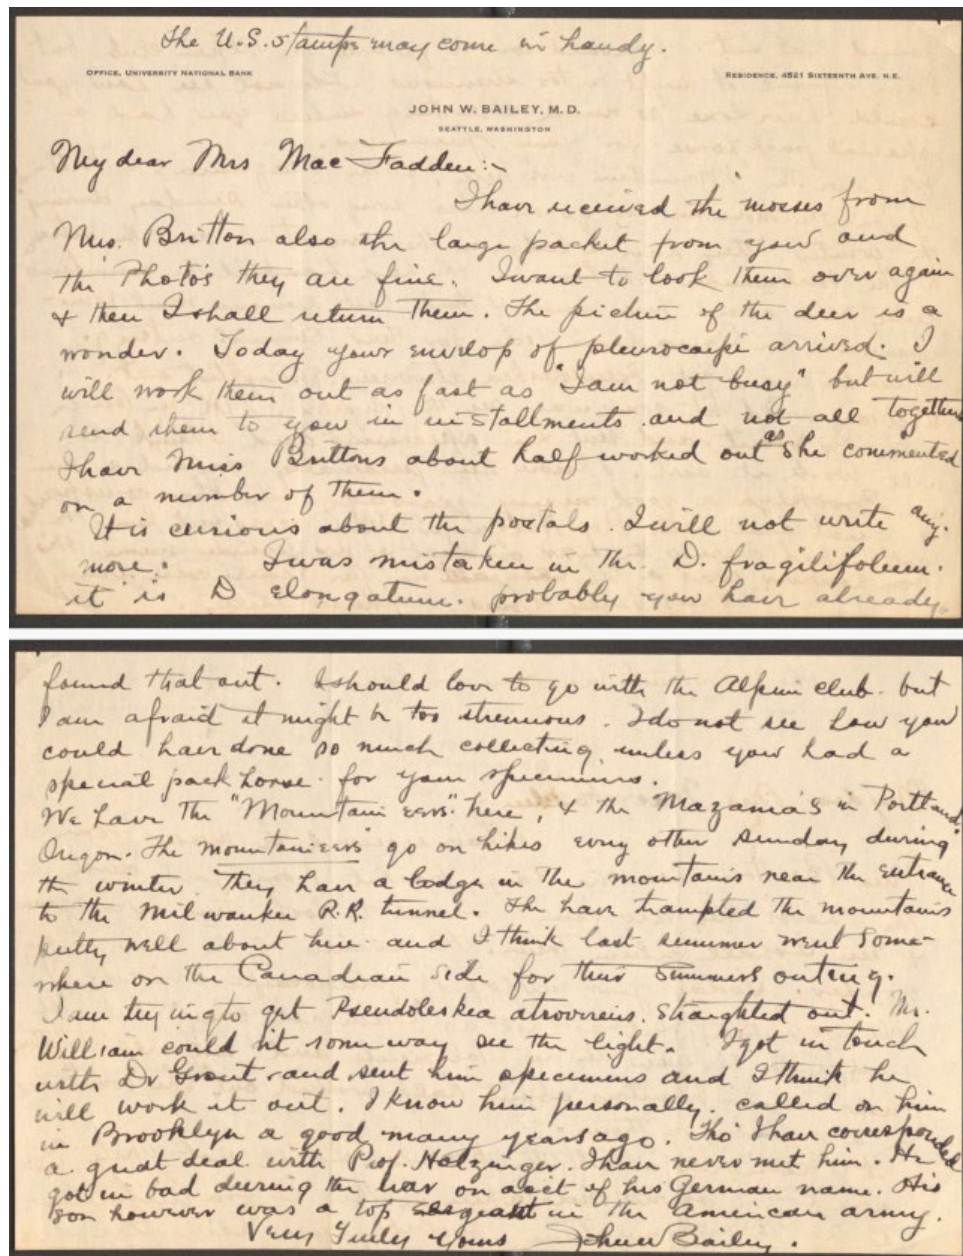 The U.S. stamps may come in handy.
OFFICE, UNIVERSITY NATIONAL BANK
RESIDENCE, 4521 SIXTEENTH AVE. N.E.
JOHN W. BAILEY, M.D.
SEATTLE, WASHINGTON
My dear Mrs Mac Fadden:-
I have received the mosses from
Mrs. Britton also the large packet from you and
the Photo's they are fine. I want to look them over again
& then I shall return them. The picture of the deer is a
wonder. Today your envelop of pleurocarpi arrived. I
will work them out as fast as "I am not busy" but will
send them to you in installments and not all together
I have Miss Brittons about half worked out as she commented
on a number of them.
It is curious about the postals. I will not write any
more. I was mistaken in the D. fragilifolium.
it is D elongatum. probably you have already
found that out. I should love to go with the Alpine club. but
I am afraid it might be too strenuous. I do not see how you
could have done so much collecting unless you had a
special pack horse for your specimens.
We have the "Mountaineers" here, & the Mazama's in Portland,
Oregon. The mountaineers go on hikes every other sunday during
the winter. They have a lodge in the mountains near the entrance
to the Milwaukee R.R. tunnel. The have trampted the mountains
pretty well about here and I think last summer went some-
where on the Canadian side for their summers outing.
I am trying to get Pseudoleskea atrovirens. straighted out. Mr.
William could nt some way see the light. I got in touch
with Dr Grout and sent him specimens and I think he
will work it out. I know him personally. called on him
in Brooklyn a good many years ago. Tho' I have corresponded
a great deal with Prof. Holzinger. I have never met him. He
got in bad during the war on acct of his German name. His
son however was a top sergeant in the american army.
Very Truly Yours John W Bailey.